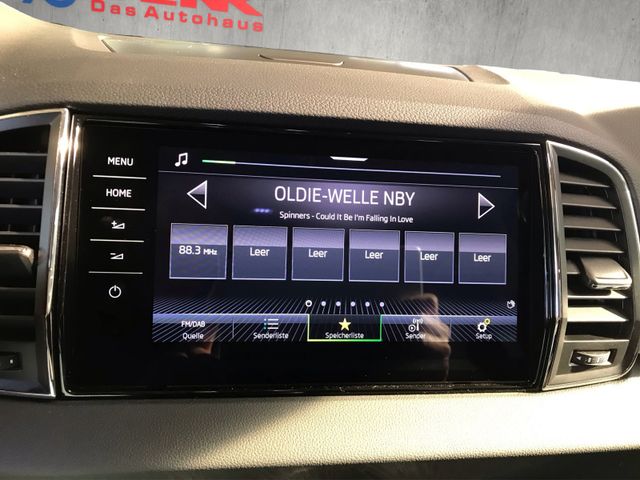 Das Autohaus
MENU
HOME
OLDIE-WELLE NBY
Spinners - Could It Be I'm Falling In Love
88.3 MHz
Leer
Leer
Leer
Leer
Leer
FM/DAB
Quelle
Senderliste
Speicherliste
Sender
Setup